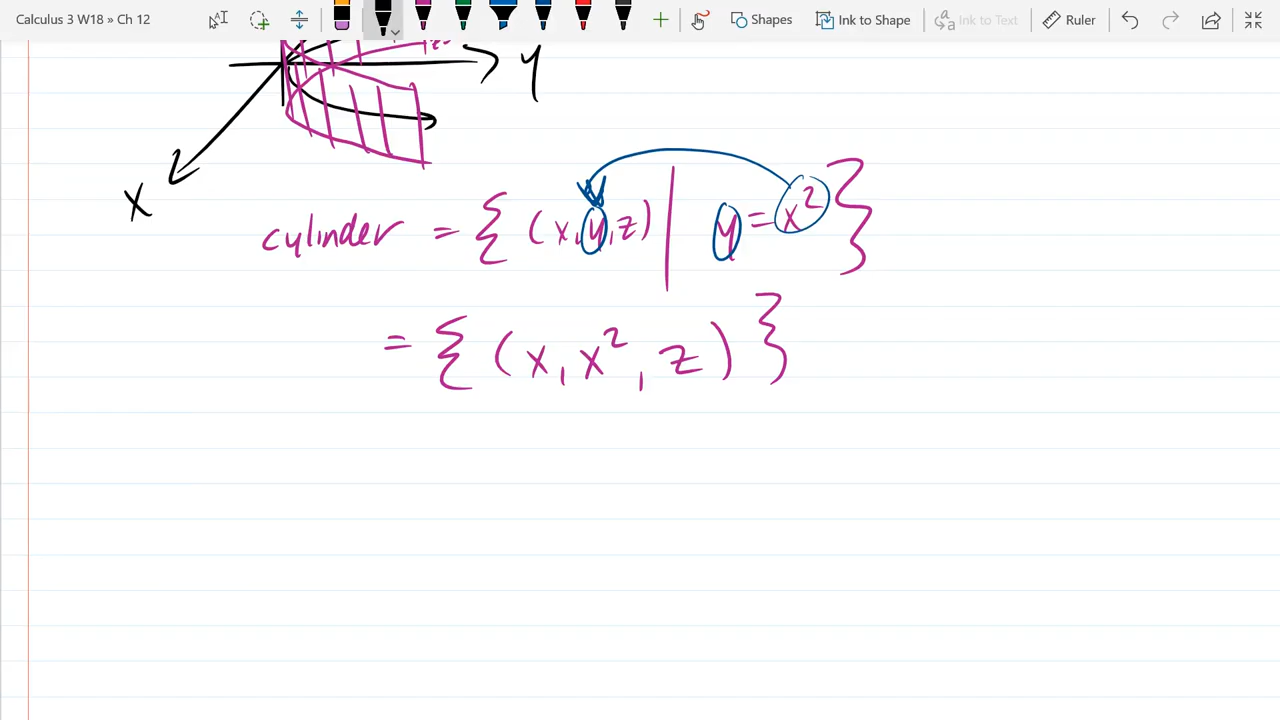 Calculus 3 W18 » Ch 12
Shapes
Ink to Shape
Ink to Text
Ruler
y
x
cylinder = { (x, y, z) | y = x² }
= { (x, x², z) }